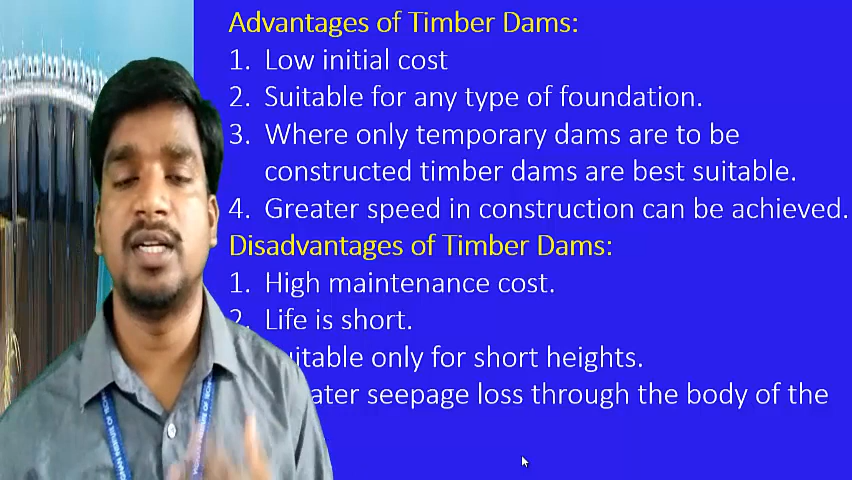 Advantages of Timber Dams:
1. Low initial cost
2. Suitable for any type of foundation.
3. Where only temporary dams are to be
constructed timber dams are best suitable.
4. Greater speed in construction can be achieved.
Disadvantages of Timber Dams:
1. High maintenance cost.
2. Life is short.
uitable only for short heights.
ater seepage loss through the body of the